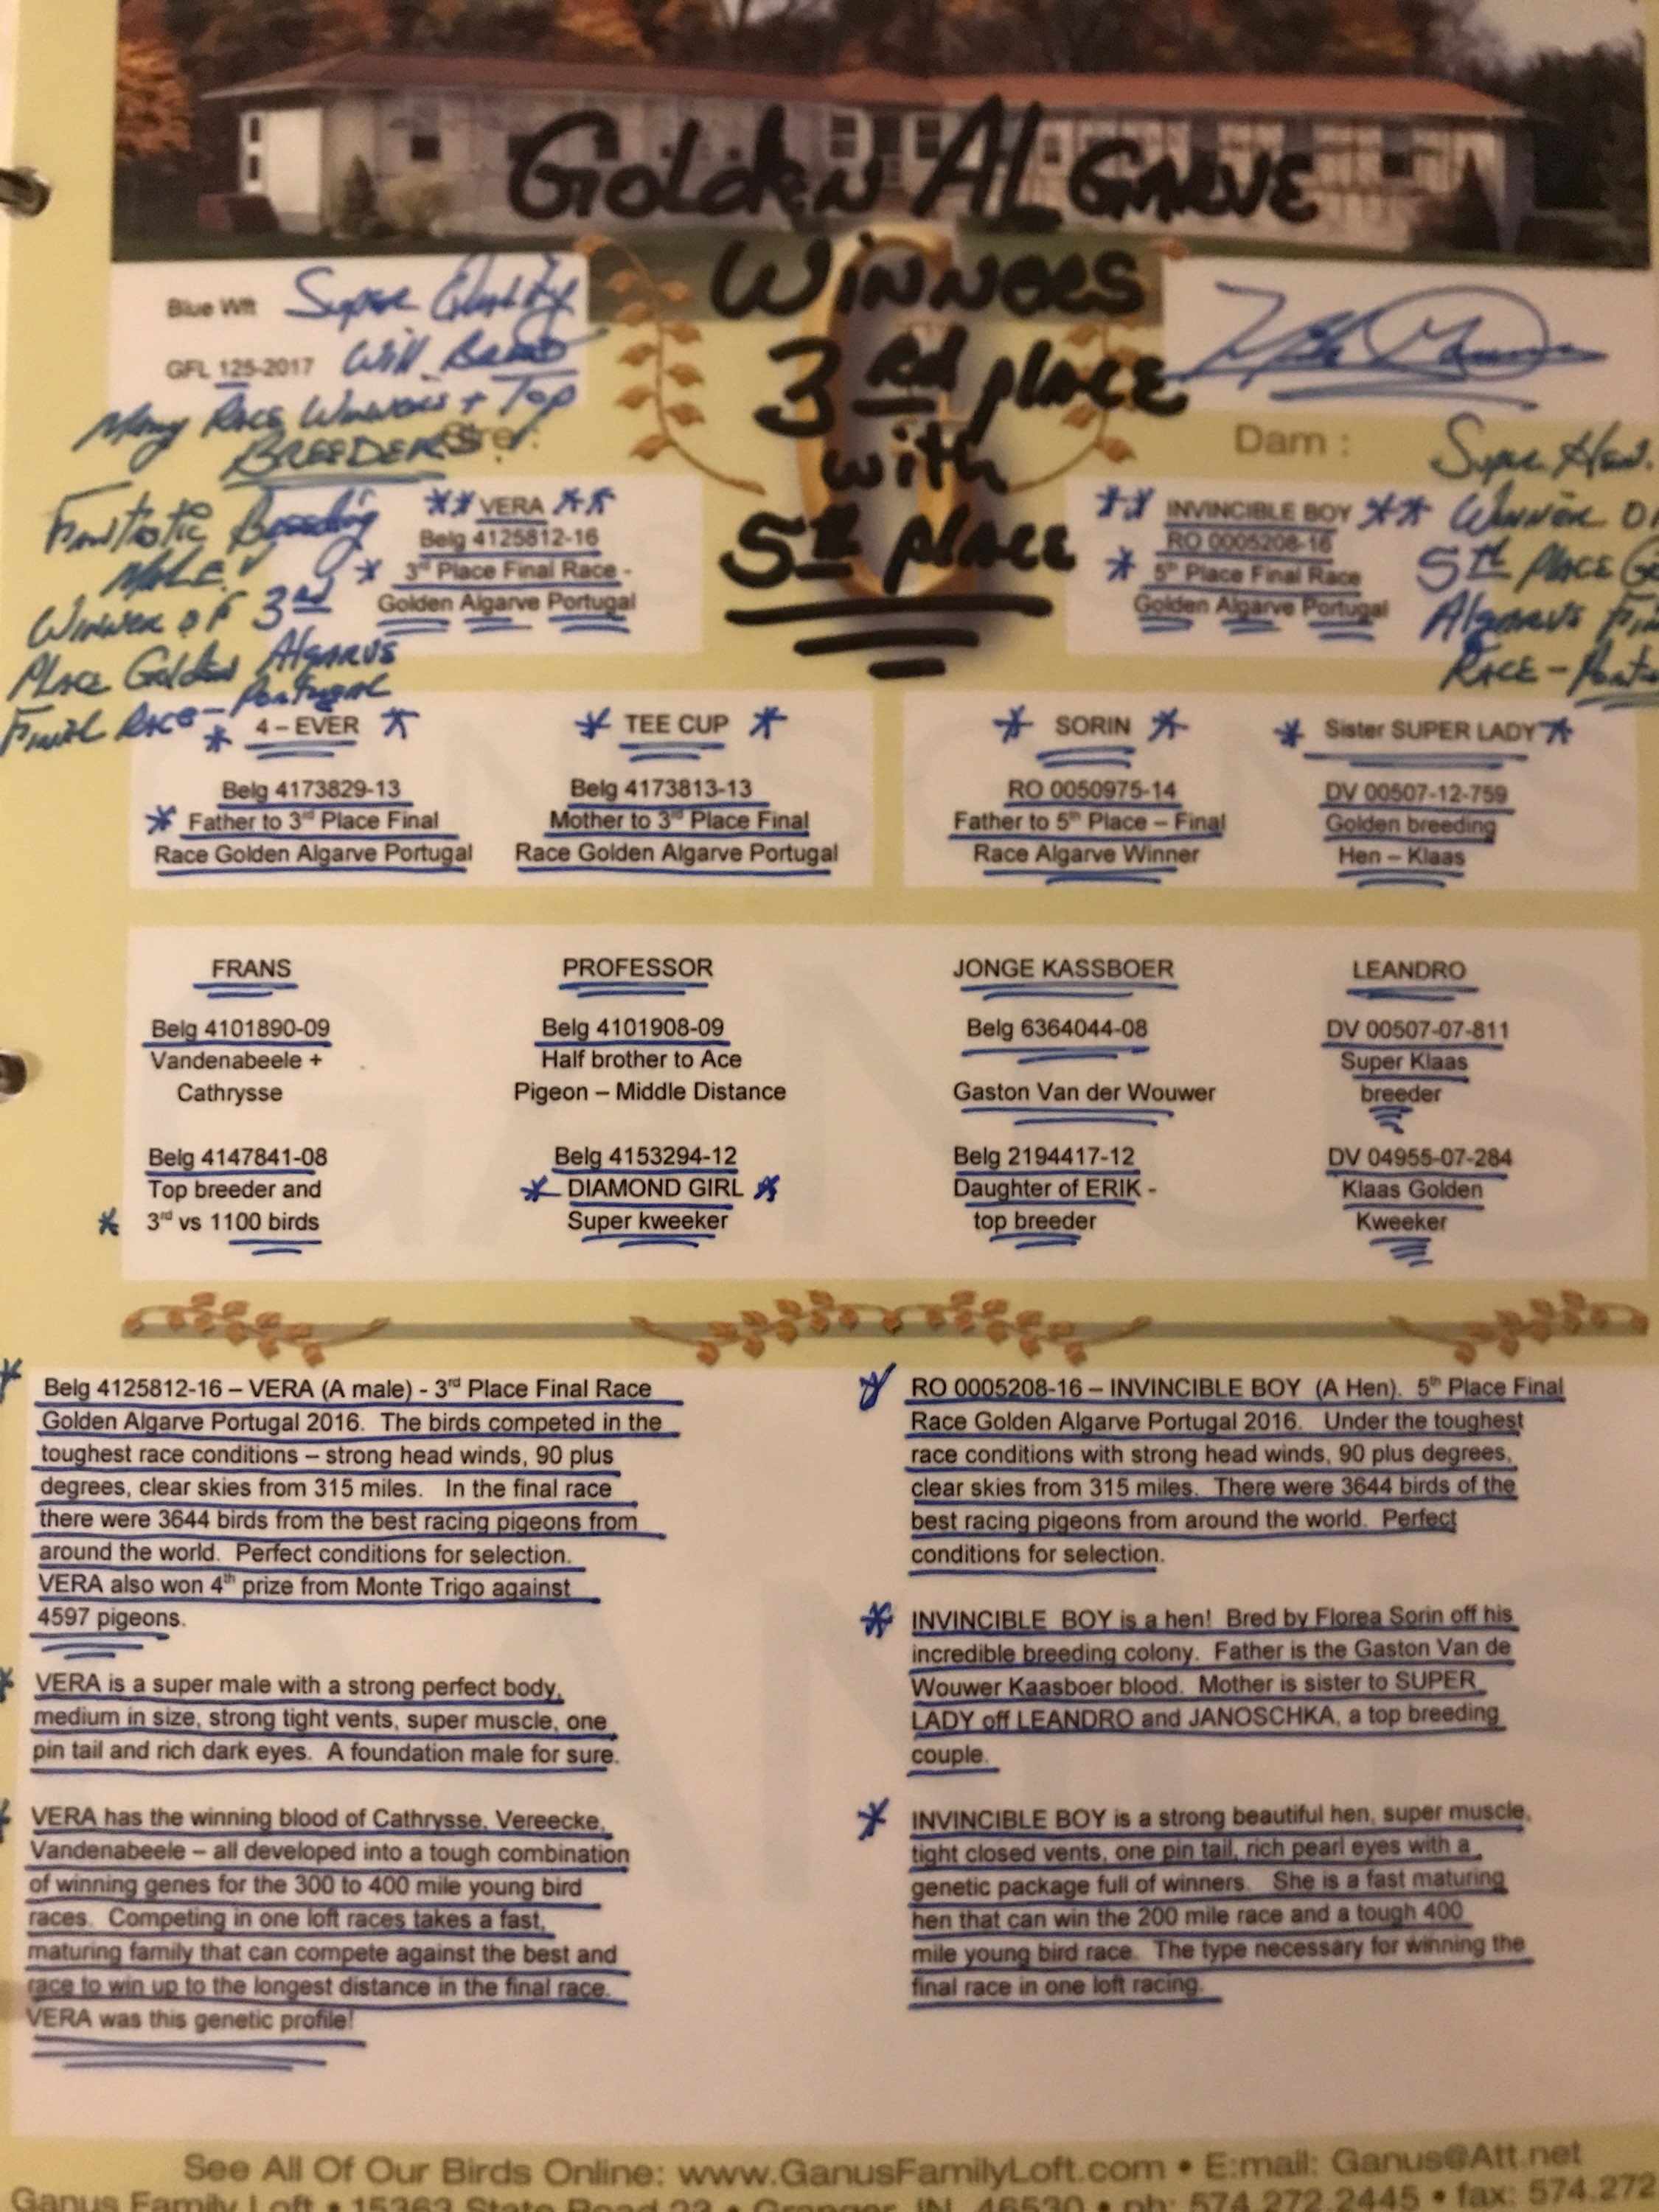 Golden ALGARVE
Winners
3rd place
with
5th place
Blue Wft Super Quality
GFL 125-2017 Will Breed
Many Race Winners + Top
BREEDERS!
Sire :
Dam :
Fantastic Breeding
Male!
Winner of 3rd
Place Golden Algarve
Final Race – Portugal
** VERA **
Belg 4125812-16
* 3rd Place Final Race -
Golden Algarve Portugal
** INVINCIBLE BOY **
RO 0005208-16
* 5th Place Final Race
Golden Algarve Portugal
Super Hen.
Winner
5th Place
Algarve
Race –
* 4 – EVER *
Belg 4173829-13
* Father to 3rd Place Final
Race Golden Algarve Portugal
* TEE CUP *
Belg 4173813-13
Mother to 3rd Place Final
Race Golden Algarve Portugal
* SORIN *
RO 0050975-14
Father to 5th Place – Final
Race Algarve Winner
* Sister SUPER LADY *
DV 00507-12-759
Golden breeding
Hen – Klaas
FRANS
Belg 4101890-09
Vandenabeele +
Cathrysse
Belg 4147841-08
Top breeder and
* 3rd vs 1100 birds
PROFESSOR
Belg 4101908-09
Half brother to Ace
Pigeon – Middle Distance
Belg 4153294-12
* DIAMOND GIRL *
Super kweeker
JONGE KASSBOER
Belg 6364044-08
Gaston Van der Wouwer
Belg 2194417-12
Daughter of ERIK -
top breeder
LEANDRO
DV 00507-07-811
Super Klaas
breeder
DV 04955-07-284
Klaas Golden
Kweeker
GANUS
* Belg 4125812-16 – VERA (A male) - 3rd Place Final Race
Golden Algarve Portugal 2016. The birds competed in the
toughest race conditions – strong head winds, 90 plus
degrees, clear skies from 315 miles. In the final race
there were 3644 birds from the best racing pigeons from
around the world. Perfect conditions for selection.
VERA also won 4th prize from Monte Trigo against
4597 pigeons.
* VERA is a super male with a strong perfect body,
medium in size, strong tight vents, super muscle, one
pin tail and rich dark eyes. A foundation male for sure.
* VERA has the winning blood of Cathrysse, Vereecke,
Vandenabeele – all developed into a tough combination
of winning genes for the 300 to 400 mile young bird
races. Competing in one loft races takes a fast,
maturing family that can compete against the best and
race to win up to the longest distance in the final race.
VERA was this genetic profile!
* RO 0005208-16 – INVINCIBLE BOY (A Hen). 5th Place Final
Race Golden Algarve Portugal 2016. Under the toughest
race conditions with strong head winds, 90 plus degrees,
clear skies from 315 miles. There were 3644 birds of the
best racing pigeons from around the world. Perfect
conditions for selection.
* INVINCIBLE BOY is a hen! Bred by Florea Sorin off his
incredible breeding colony. Father is the Gaston Van de
Wouwer Kaasboer blood. Mother is sister to SUPER
LADY off LEANDRO and JANOSCHKA, a top breeding
couple.
* INVINCIBLE BOY is a strong beautiful hen, super muscle,
tight closed vents, one pin tail, rich pearl eyes with a
genetic package full of winners. She is a fast maturing
hen that can win the 200 mile race and a tough 400
mile young bird race. The type necessary for winning the
final race in one loft racing.
See All Of Our Birds Online: www.GanusFamilyLoft.com • E:mail: Ganus@Att.net
Ganus Family Loft • 15363 State Road 23 • Granger, IN 46530 • ph: 574.272.2445 • fax: 574.272